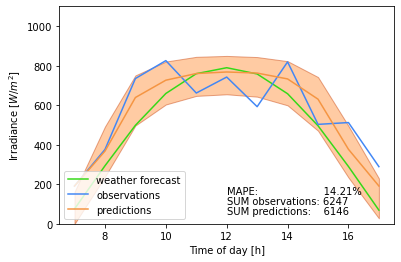 1000
800
600
400
200
0
Irradiance [W/m²]
weather forecast
observations
predictions
MAPE: 14.21%
SUM observations: 6247
SUM predictions: 6146
8 10 12 14 16
Time of day [h]